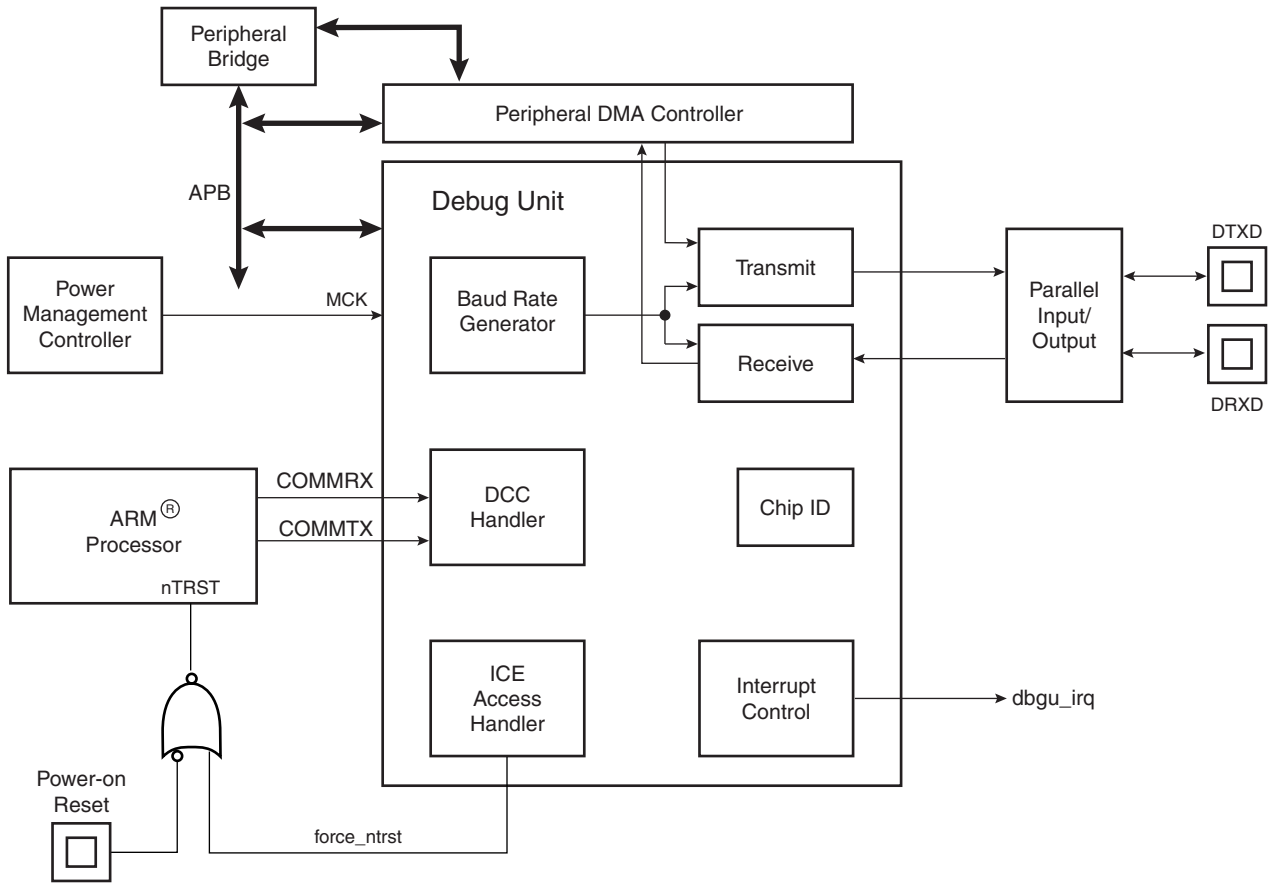 Peripheral
Bridge
Peripheral DMA Controller
APB
Debug Unit
Power
Management
Controller
MCK
Baud Rate
Generator
Transmit
Receive
Parallel
Input/
Output
DTXD
DRXD
ARM®
Processor
nTRST
COMMRX
COMMTX
DCC
Handler
Chip ID
ICE
Access
Handler
Interrupt
Control
dbgu_irq
Power-on
Reset
force_ntrst